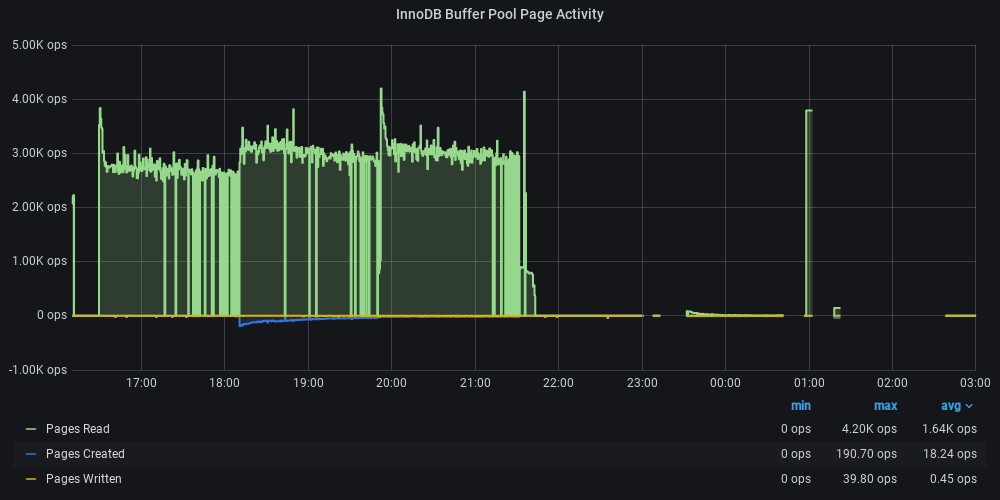 InnoDB Buffer Pool Page Activity
5.00K ops
4.00K ops
3.00K ops
2.00K ops
1.00K ops
0 ops
-1.00K ops
17:00 18:00 19:00 20:00 21:00 22:00 23:00 00:00 01:00 02:00 03:00
min max avg
Pages Read 0 ops 4.20K ops 1.64K ops
Pages Created 0 ops 190.70 ops 18.24 ops
Pages Written 0 ops 39.80 ops 0.45 ops